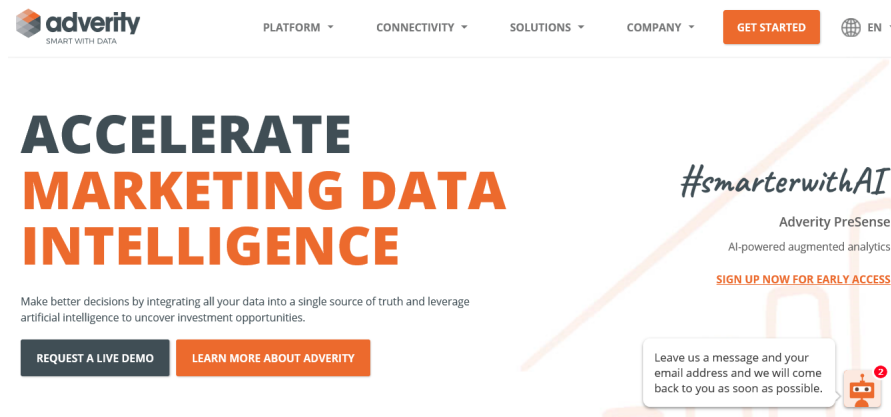 adverity
SMART WITH DATA
PLATFORM
CONNECTIVITY
SOLUTIONS
COMPANY
GET STARTED
EN
ACCELERATE
MARKETING DATA
INTELLIGENCE
Make better decisions by integrating all your data into a single source of truth and leverage
artificial intelligence to uncover investment opportunities.
REQUEST A LIVE DEMO
LEARN MORE ABOUT ADVERITY
#smarterwithAI
Adverity PreSense
AI-powered augmented analytics
SIGN UP NOW FOR EARLY ACCESS
Leave us a message and your
email address and we will come
back to you as soon as possible.
2